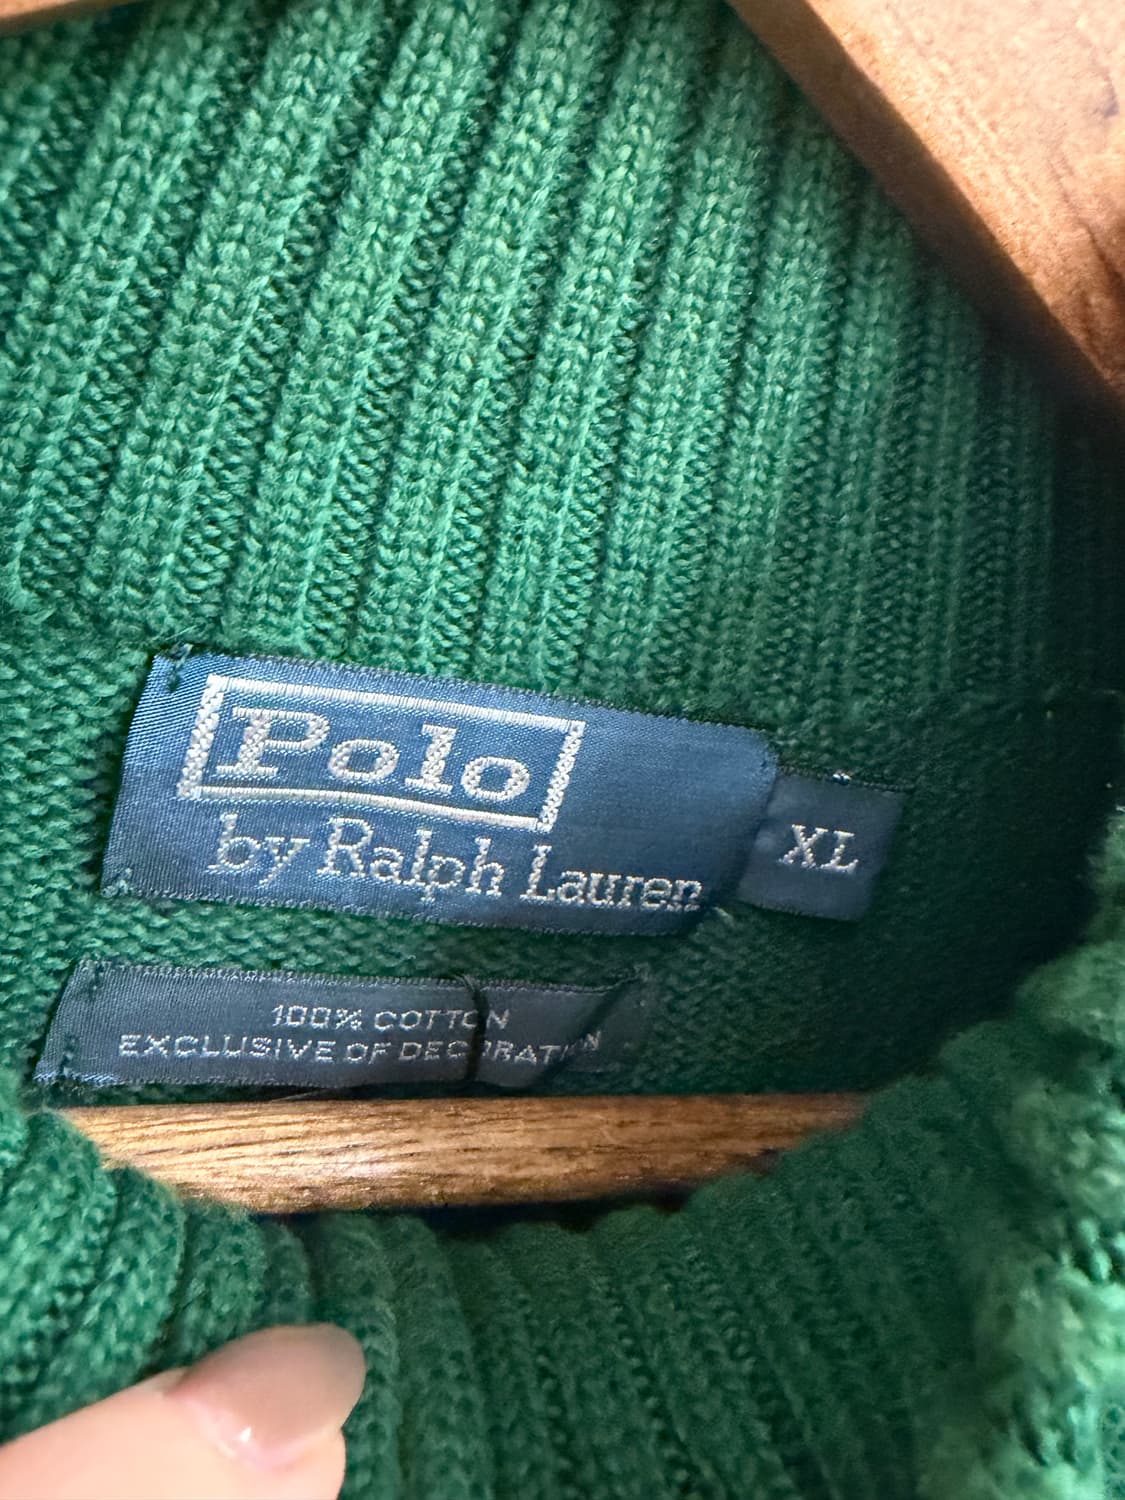 Polo
by Ralph Lauren
XL
100% COTTON
EXCLUSIVE OF DECORATION